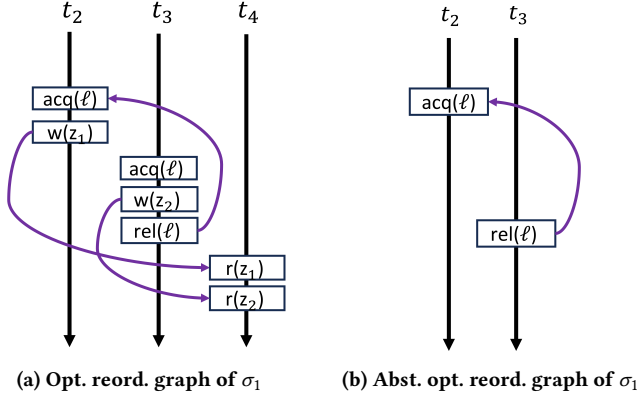 t₂ t₃ t₄
acq(ℓ)
w(z₁)
acq(ℓ)
w(z₂)
rel(ℓ)
r(z₁)
r(z₂)
(a) Opt. reord. graph of σ₁
t₂ t₃
acq(ℓ)
rel(ℓ)
(b) Abst. opt. reord. graph of σ₁